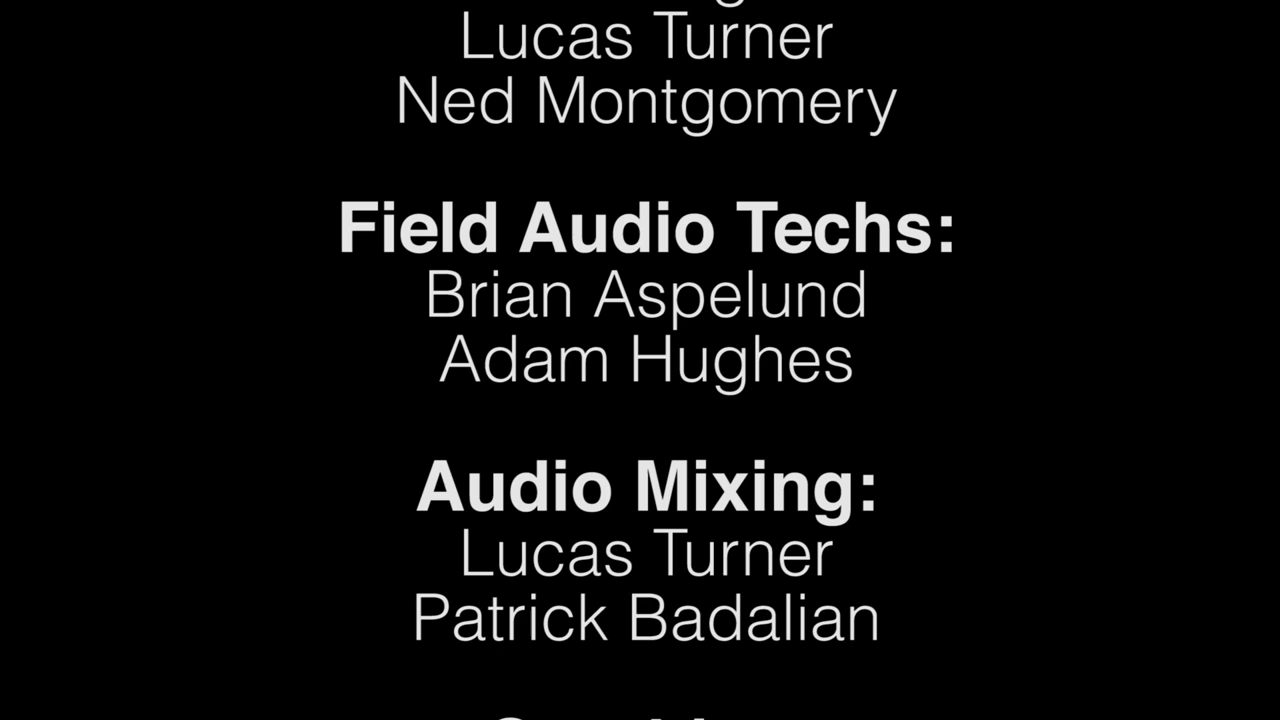 Lucas Turner
Ned Montgomery
Field Audio Techs:
Brian Aspelund
Adam Hughes
Audio Mixing:
Lucas Turner
Patrick Badalian